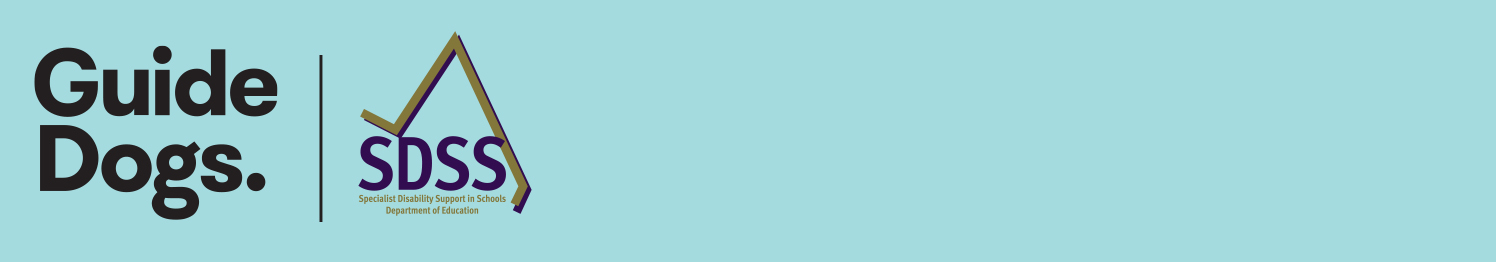 Guide
Dogs.
SDSS
Specialist Disability Support in Schools
Department of Education